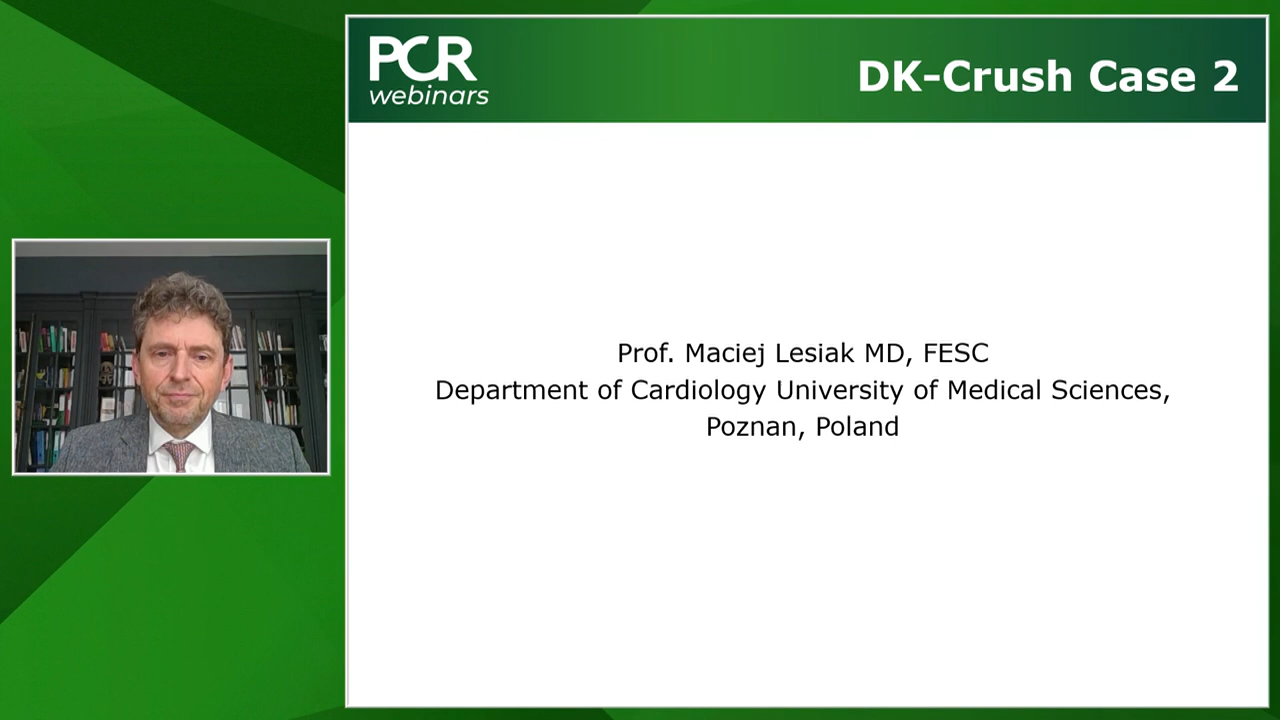 PCR
webinars
DK-Crush Case 2
Prof. Maciej Lesiak MD, FESC
Department of Cardiology University of Medical Sciences,
Poznan, Poland